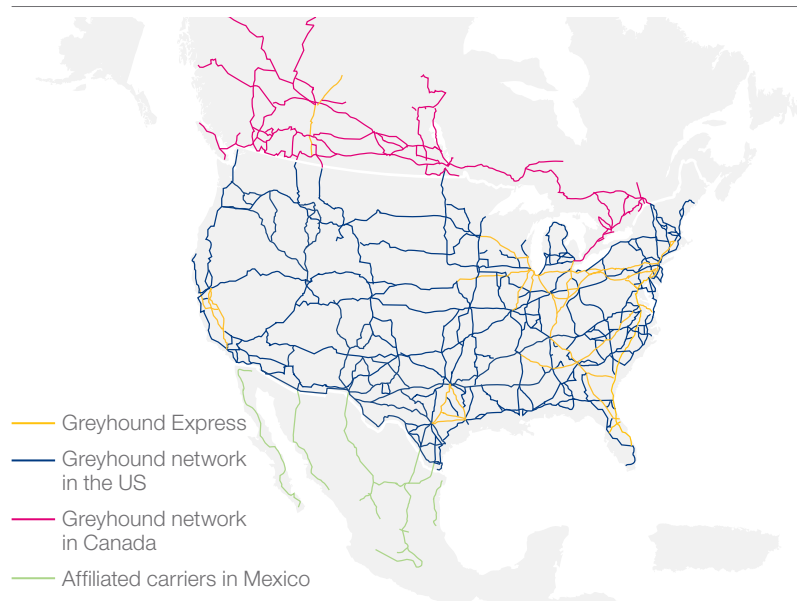 Greyhound Express
Greyhound network
in the US
Greyhound network
in Canada
Affiliated carriers in Mexico